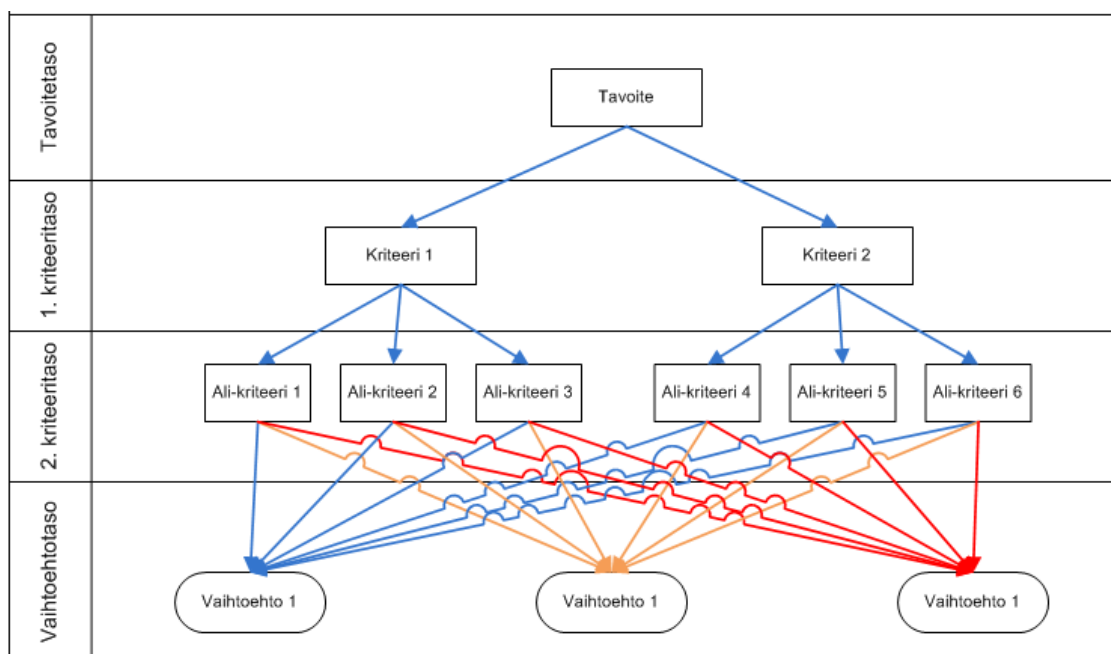 Tavoitetaso
Tavoite
1. kriteeritaso
Kriteeri 1
Kriteeri 2
2. kriteeritaso
Ali-kriteeri 1
Ali-kriteeri 2
Ali-kriteeri 3
Ali-kriteeri 4
Ali-kriteeri 5
Ali-kriteeri 6
Vaihtoehtotaso
Vaihtoehto 1
Vaihtoehto 1
Vaihtoehto 1